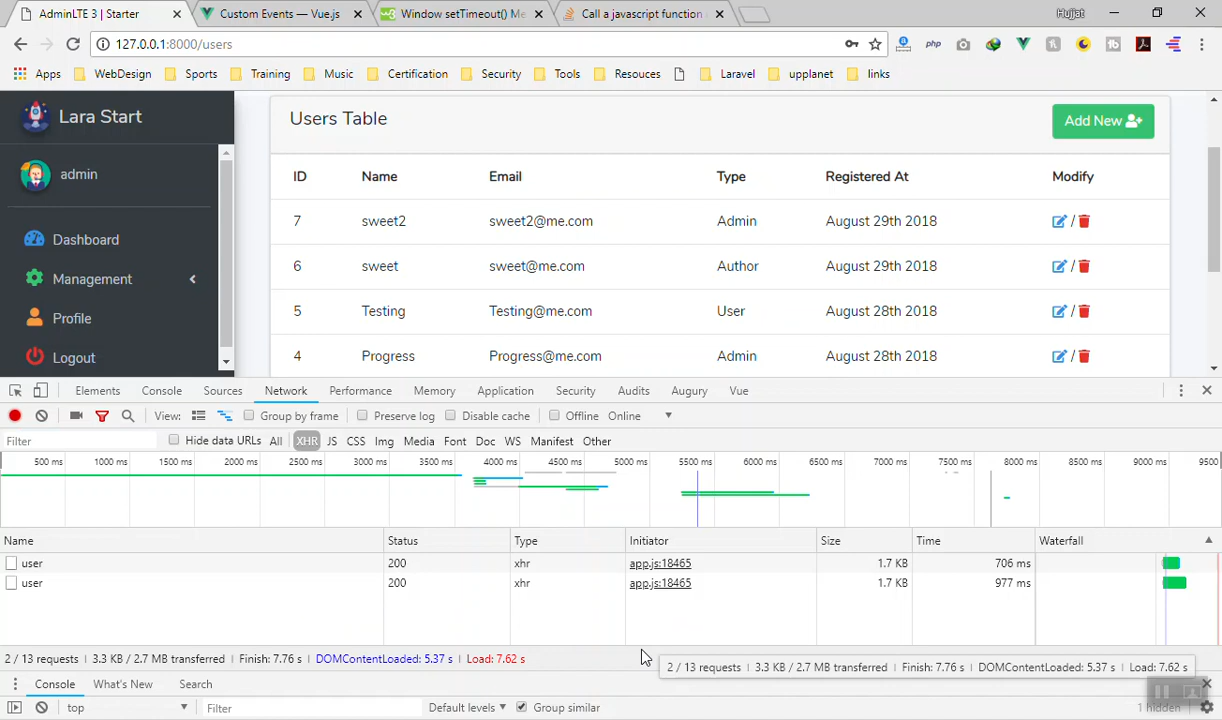 AdminLTE 3 | Starter
Custom Events — Vue.js
Window setTimeout() Me
Call a javascript function
Hujjat
127.0.0.1:8000/users
php
Apps WebDesign Sports Training Music Certification Security Tools Resouces Laravel upplanet links
Lara Start
admin
Dashboard
Management
Profile
Logout
Users Table
Add New
ID Name Email Type Registered At Modify
7 sweet2 sweet2@me.com Admin August 29th 2018 /
6 sweet sweet@me.com Author August 29th 2018 /
5 Testing Testing@me.com User August 28th 2018 /
4 Progress Progress@me.com Admin August 28th 2018 /
Elements Console Sources Network Performance Memory Application Security Audits Augury Vue
View: Group by frame Preserve log Disable cache Offline Online
Filter Hide data URLs All XHR JS CSS Img Media Font Doc WS Manifest Other
500 ms 1000 ms 1500 ms 2000 ms 2500 ms 3000 ms 3500 ms 4000 ms 4500 ms 5000 ms 5500 ms 6000 ms 6500 ms 7000 ms 7500 ms 8000 ms 8500 ms 9000 ms 9500
Name Status Type Initiator Size Time Waterfall
user 200 xhr app.js:18465 1.7 KB 706 ms
user 200 xhr app.js:18465 1.7 KB 977 ms
2 / 13 requests | 3.3 KB / 2.7 MB transferred | Finish: 7.76 s | DOMContentLoaded: 5.37 s | Load: 7.62 s
2 / 13 requests | 3.3 KB / 2.7 MB transferred | Finish: 7.76 s | DOMContentLoaded: 5.37 s | Load: 7.62 s
Console What's New Search
top Filter Default levels Group similar 1 hidden